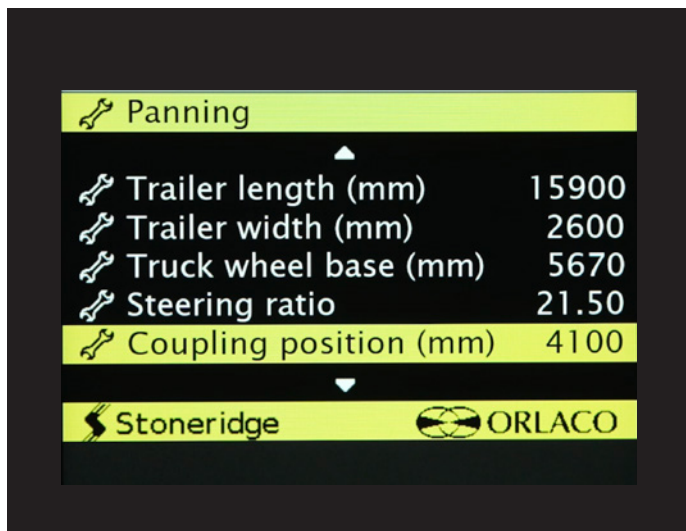 Panning
Trailer length (mm) 15900
Trailer width (mm) 2600
Truck wheel base (mm) 5670
Steering ratio 21.50
Coupling position (mm) 4100
Stoneridge ORLACO